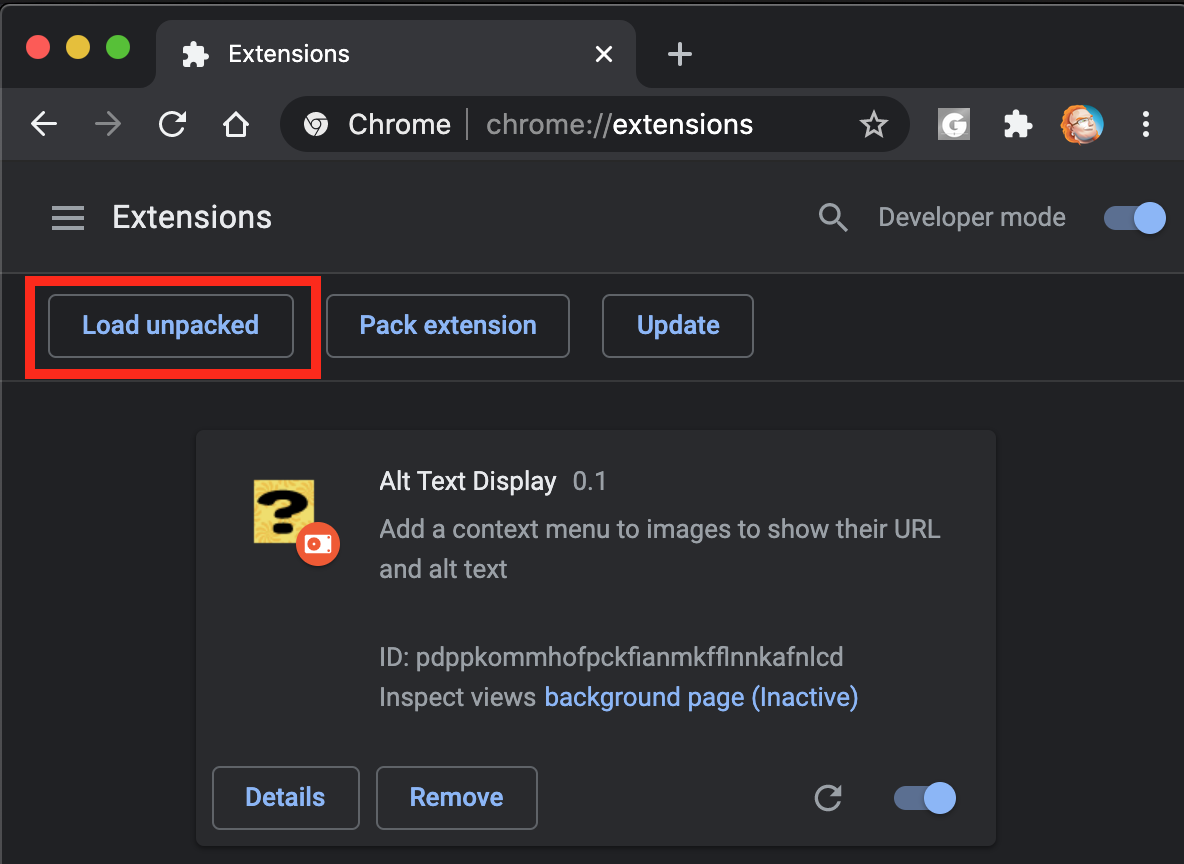 Extensions
Chrome | chrome://extensions
G
Extensions
Developer mode
Load unpacked
Pack extension
Update
?
Alt Text Display 0.1
Add a context menu to images to show their URL
and alt text
ID: pdppkommhofpckfianmkfflnnkafnlcd
Inspect views background page (Inactive)
Details
Remove